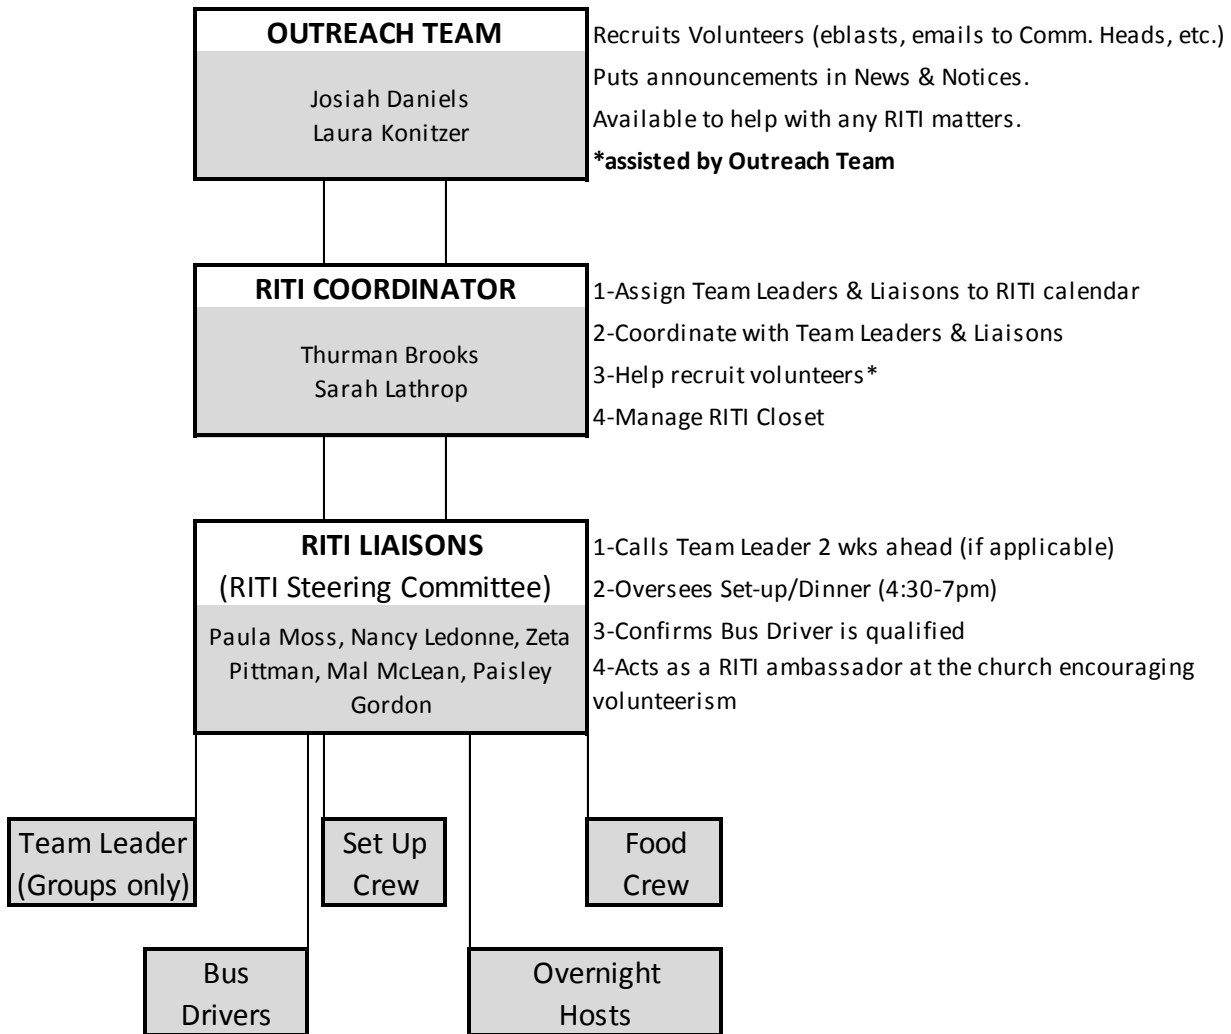 OUTREACH TEAM
Josiah Daniels
Laura Konitzer
Recruits Volunteers (eblasts, emails to Comm. Heads, etc.)
Puts announcements in News & Notices.
Available to help with any RITI matters.
*assisted by Outreach Team
RITI COORDINATOR
Thurman Brooks
Sarah Lathrop
1-Assign Team Leaders & Liaisons to RITI calendar
2-Coordinate with Team Leaders & Liaisons
3-Help recruit volunteers*
4-Manage RITI Closet
RITI LIAISONS
(RITI Steering Committee)
Paula Moss, Nancy Ledonne, Zeta
Pittman, Mal McLean, Paisley
Gordon
1-Calls Team Leader 2 wks ahead (if applicable)
2-Oversees Set-up/Dinner (4:30-7pm)
3-Confirms Bus Driver is qualified
4-Acts as a RITI ambassador at the church encouraging
volunteerism
Team Leader
(Groups only)
Set Up
Crew
Food
Crew
Bus
Drivers
Overnight
Hosts